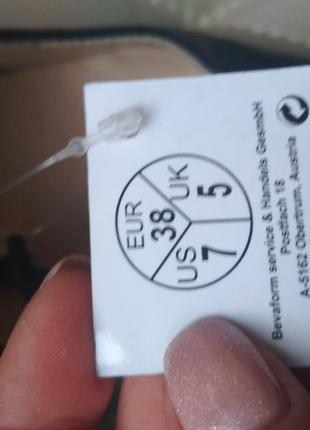 EUR 38
UK 5
US 7
Bevaform service & Handels GesmbH
Postfach 18
A-5162 Obertrum, Austria